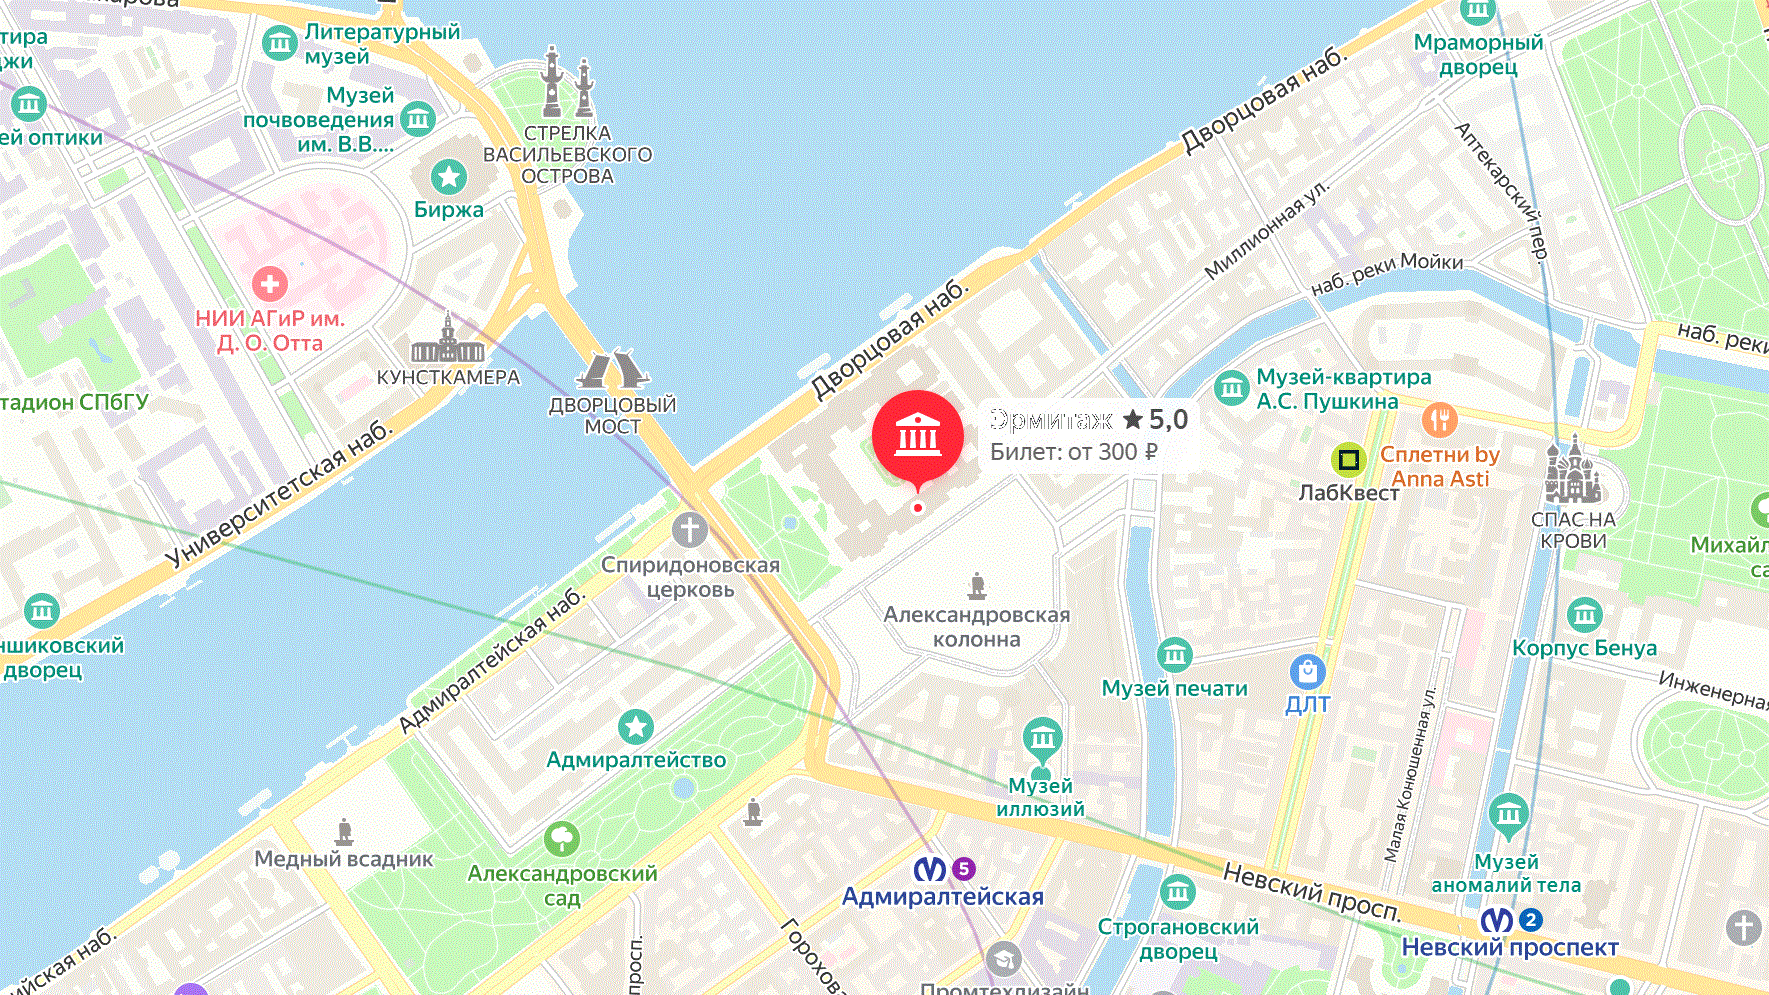 Литературный
музей
Музей
почвоведения
им. В.В....
СТРЕЛКА
ВАСИЛЬЕВСКОГО
ОСТРОВА
Биржа
тира
джи
ей оптики
НИИ АГиР им.
Д. О. Отта
КУНСТКАМЕРА
тадион СПбГУ
Университетская наб.
ДВОРЦОВЫЙ
МОСТ
Дворцовая наб.
Дворцовая наб.
Мраморный
дворец
Аптекарский пер.
Миллионная ул.
наб. реки Мойки
наб. реки
Эрмитаж ★ 5,0
Билет: от 300 ₽
Музей-квартира
А.С. Пушкина
Сплетни by
Anna Asti
ЛабКвест
СПАС НА
КРОВИ
Михайл
са
Спиридоновская
церковь
Александровская
колонна
ншиковский
дворец
Адмиралтейская наб.
Адмиралтейство
Музей печати
ДЛТ
Корпус Бенуа
Инженерная
Малая Конюшенная ул.
Музей
иллюзий
Медный всадник
Александровский
сад
5
Адмиралтейская
Невский просп.
Музей
аномалий тела
2
Невский проспект
Строгановский
дворец
йская наб.
просп.
Горохова
Промтехдизайн